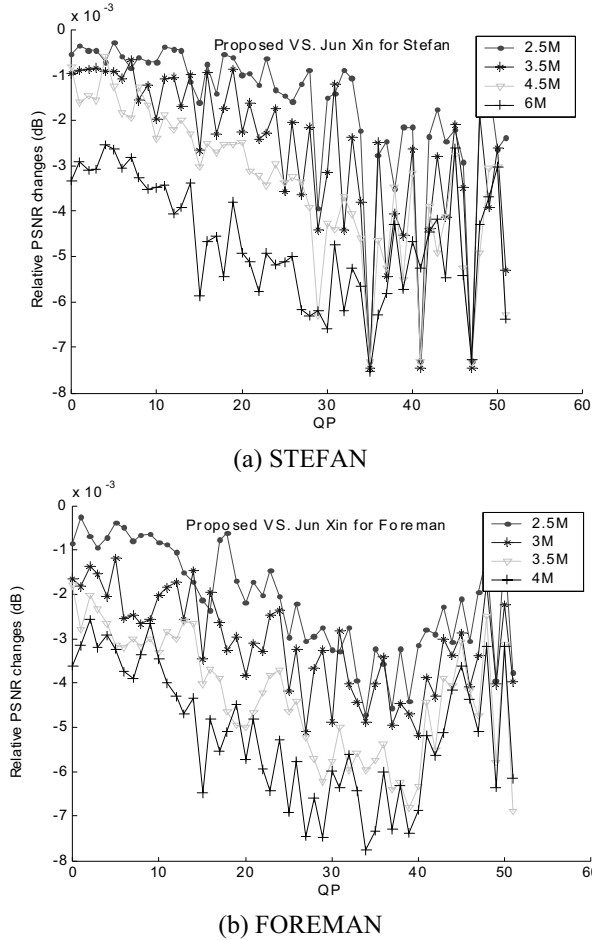 x 10⁻³
Proposed VS. Jun Xin for Stefan
2.5M
3.5M
4.5M
6M
Relative PSNR changes (dB)
0
-1
-2
-3
-4
-5
-6
-7
-8
0 10 20 30 40 50 60
QP
(a) STEFAN
x 10⁻³
Proposed VS. Jun Xin for Foreman
2.5M
3M
3.5M
4M
Relative PSNR changes (dB)
0
-1
-2
-3
-4
-5
-6
-7
-8
0 10 20 30 40 50 60
QP
(b) FOREMAN